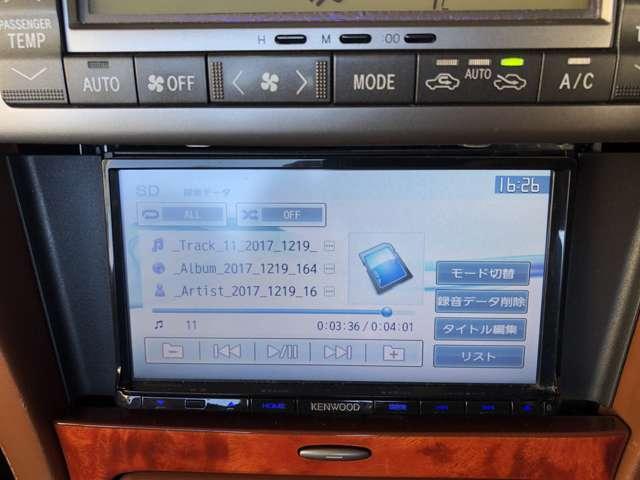 PASSENGER
TEMP
H M :00
AUTO OFF MODE AUTO A/C
SD 録音データ 16:26
ALL OFF
_Track_11_2017_1219_
_Album_2017_1219_164
_Artist_2017_1219_16
モード切替
録音データ削除
タイトル編集
リスト
11 0:03:36 / 0:04:01
HOME KENWOOD